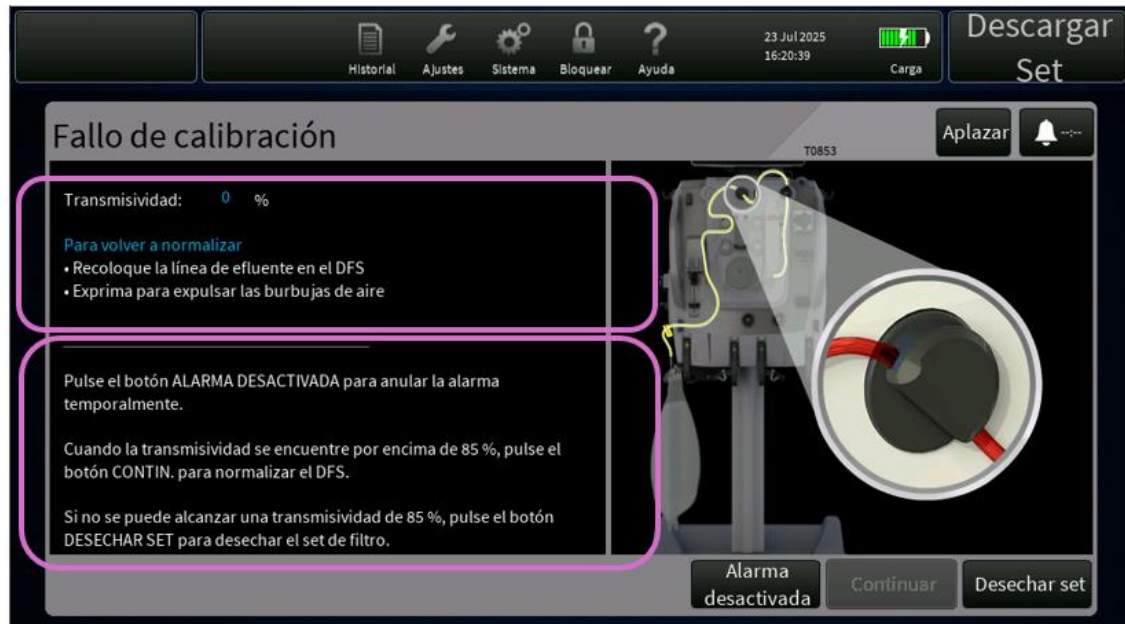 Historial
Ajustes
Sistema
Bloquear
Ayuda
23 Jul 2025
16:20:39
Carga
Descargar
Set
Fallo de calibración
T0853
Aplazar
--:--
Transmisividad: 0 %
Para volver a normalizar
• Recoloque la línea de efluente en el DFS
• Exprima para expulsar las burbujas de aire
Pulse el botón ALARMA DESACTIVADA para anular la alarma
temporalmente.
Cuando la transmisividad se encuentre por encima de 85 %, pulse el
botón CONTIN. para normalizar el DFS.
Si no se puede alcanzar una transmisividad de 85 %, pulse el botón
DESECHAR SET para desechar el set de filtro.
Alarma
desactivada
Continuar
Desechar set